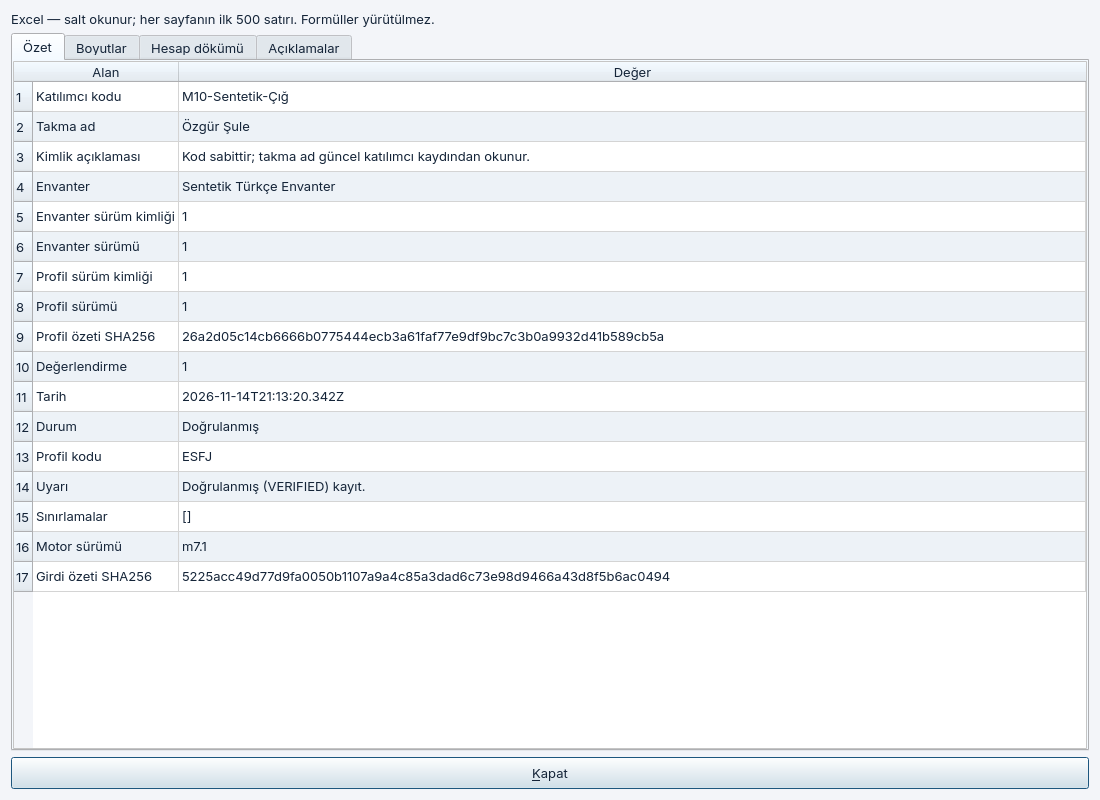 Excel — salt okunur; her sayfanın ilk 500 satırı. Formüller yürütülmez.
Özet Boyutlar Hesap dökümü Açıklamalar
Alan Değer
1 Katılımcı kodu M10-Sentetik-Çığ
2 Takma ad Özgür Şule
3 Kimlik açıklaması Kod sabittir; takma ad güncel katılımcı kaydından okunur.
4 Envanter Sentetik Türkçe Envanter
5 Envanter sürüm kimliği 1
6 Envanter sürümü 1
7 Profil sürüm kimliği 1
8 Profil sürümü 1
9 Profil özeti SHA256 26a2d05c14cb6666b0775444ecb3a61faf77e9df9bc7c3b0a9932d41b589cb5a
10 Değerlendirme 1
11 Tarih 2026-11-14T21:13:20.342Z
12 Durum Doğrulanmış
13 Profil kodu ESFJ
14 Uyarı Doğrulanmış (VERIFIED) kayıt.
15 Sınırlamalar []
16 Motor sürümü m7.1
17 Girdi özeti SHA256 5225acc49d77d9fa0050b1107a9a4c85a3dad6c73e98d9466a43d8f5b6ac0494
Kapat